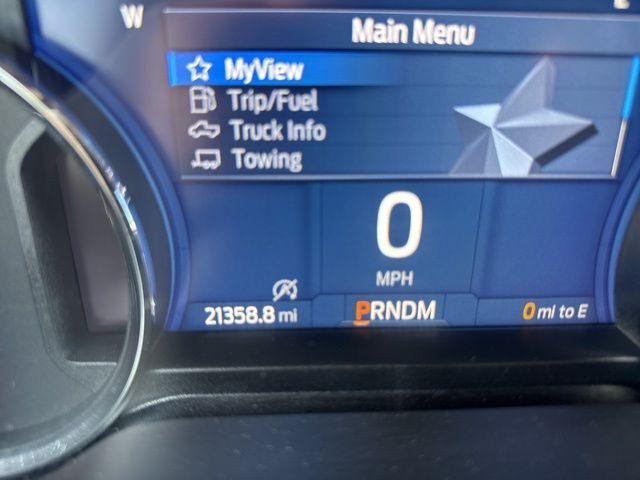 W
Main Menu
MyView
Trip/Fuel
Truck Info
Towing
0
MPH
21358.8 mi
PRNDM
0 mi to E